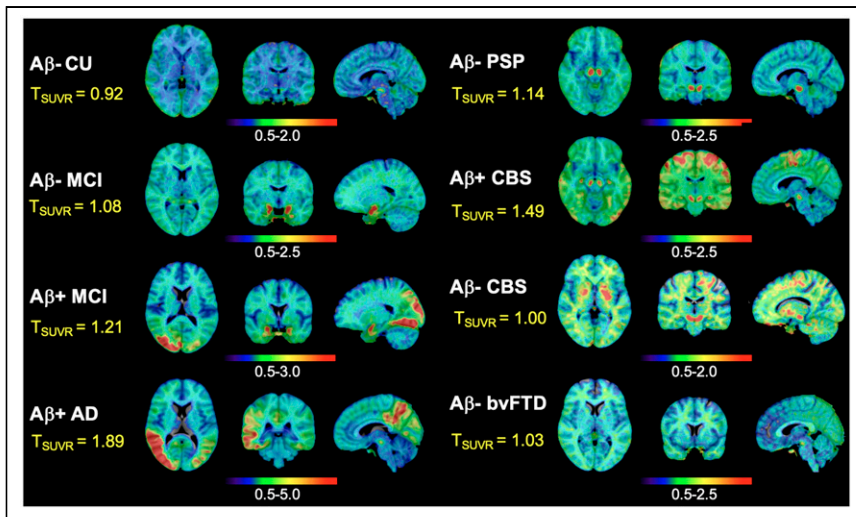 Aβ- CU
TSUVR = 0.92
0.5-2.0
Aβ- MCI
TSUVR = 1.08
0.5-2.5
Aβ+ MCI
TSUVR = 1.21
0.5-3.0
Aβ+ AD
TSUVR = 1.89
0.5-5.0
Aβ- PSP
TSUVR = 1.14
0.5-2.5
Aβ+ CBS
TSUVR = 1.49
0.5-2.5
Aβ- CBS
TSUVR = 1.00
0.5-2.0
Aβ- bvFTD
TSUVR = 1.03
0.5-2.5